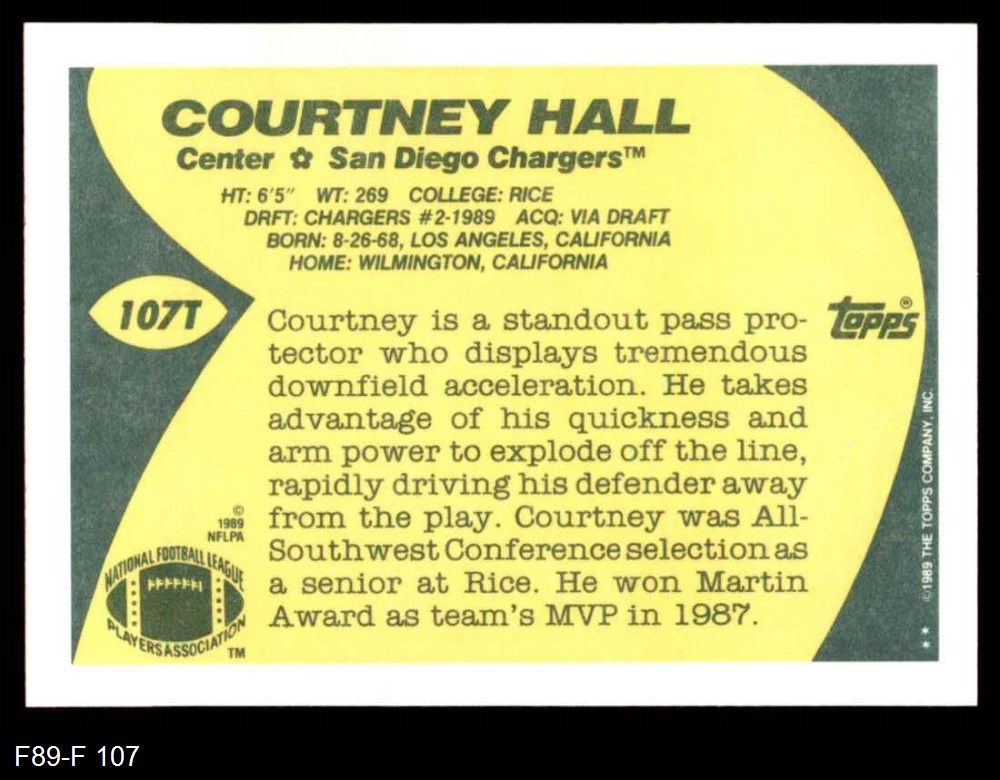 COURTNEY HALL
Center ✿ San Diego Chargers™
HT: 6'5" WT: 269 COLLEGE: RICE
DRFT: CHARGERS #2-1989 ACQ: VIA DRAFT
BORN: 8-26-68, LOS ANGELES, CALIFORNIA
HOME: WILMINGTON, CALIFORNIA
107T
topps®
Courtney is a standout pass pro-
tector who displays tremendous
downfield acceleration. He takes
advantage of his quickness and
arm power to explode off the line,
rapidly driving his defender away
from the play. Courtney was All-
Southwest Conference selection as
a senior at Rice. He won Martin
Award as team's MVP in 1987.
©
1989
NFLPA
NATIONAL FOOTBALL LEAGUE
PLAYERS ASSOCIATION
TM
** ©1989 THE TOPPS COMPANY, INC.
F89-F 107